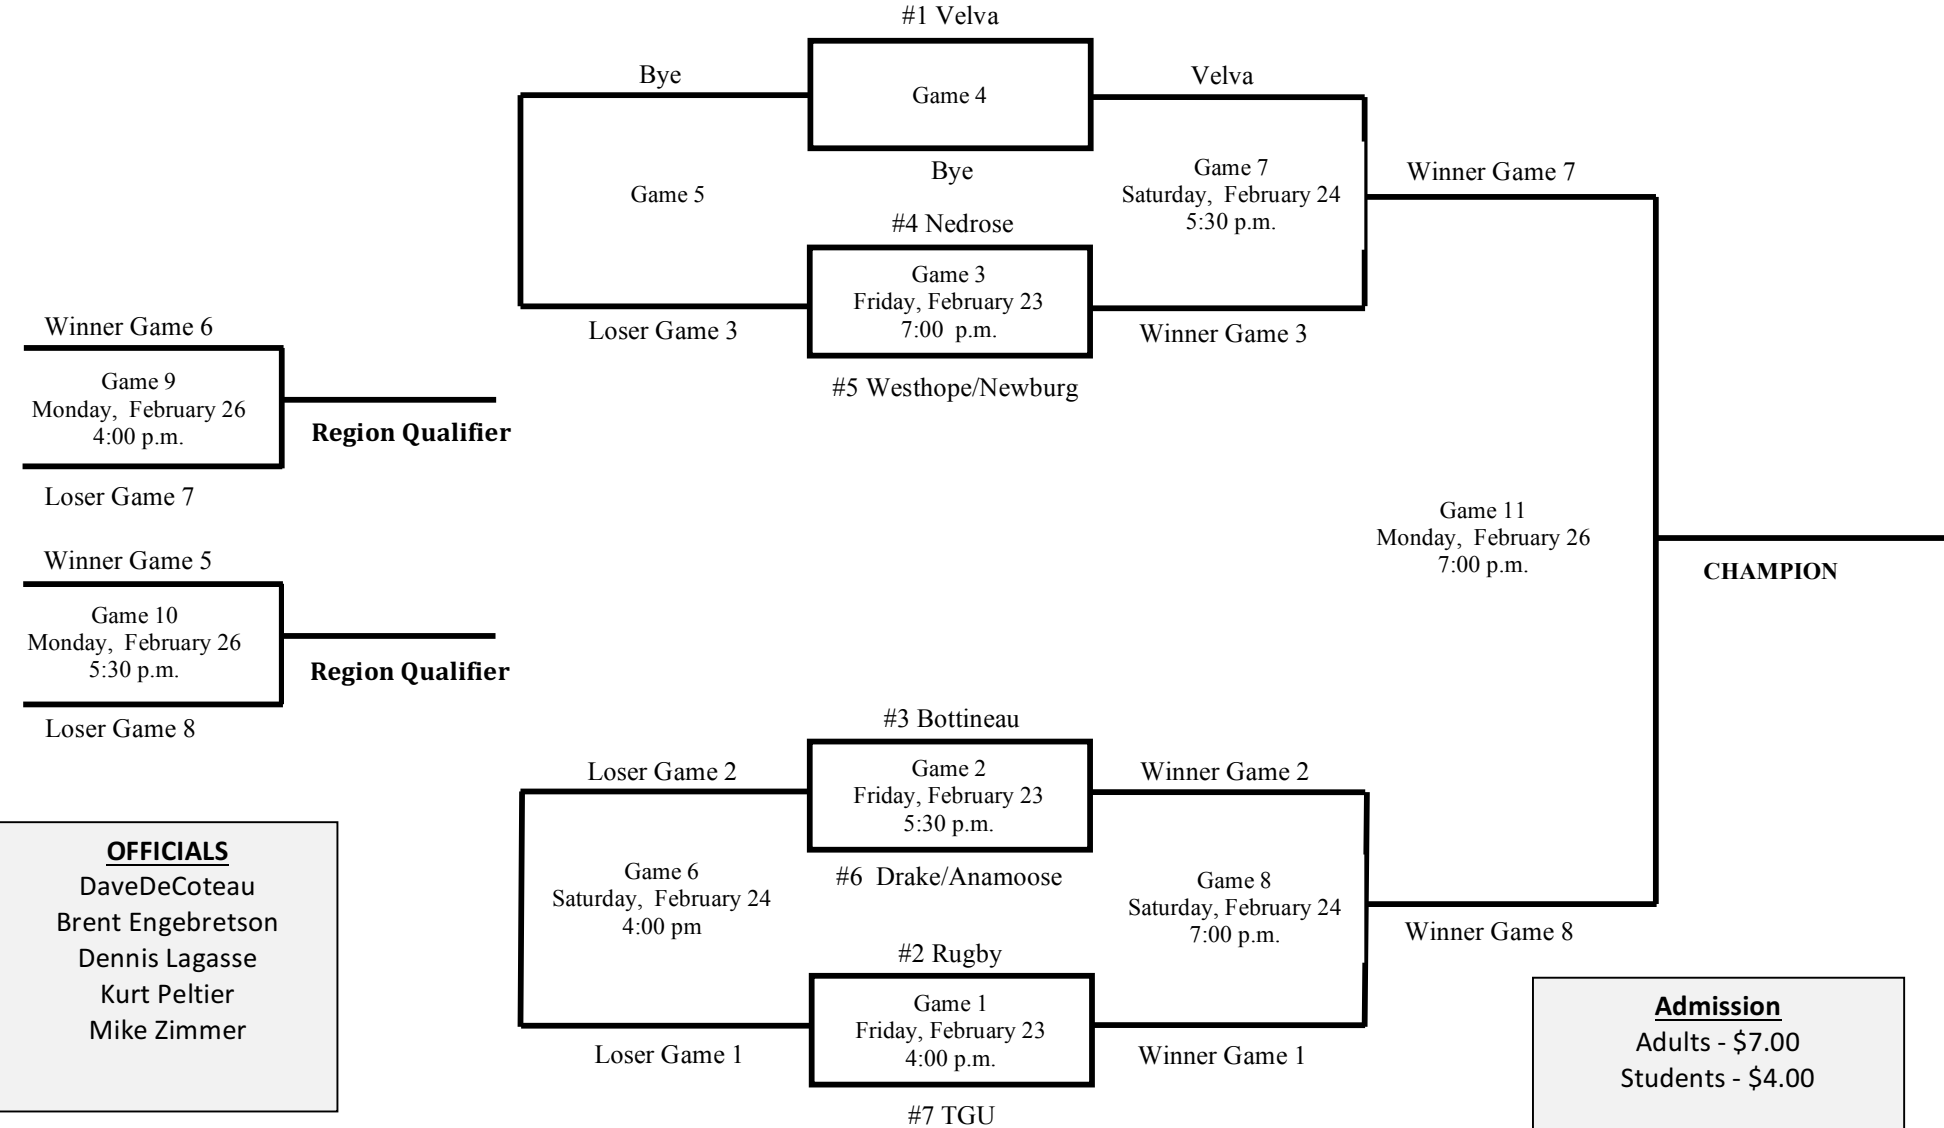 #1 Velva
Bye
Game 4
Velva
Bye
Game 5
Game 7
Saturday,  February 24
5:30 p.m.
Winner Game 7
#4 Nedrose
Game 3
Friday, February 23
7:00  p.m.
Loser Game 3
Winner Game 3
#5 Westhope/Newburg
Winner Game 6
Game 9
Monday,  February 26
4:00 p.m.
Region Qualifier
Loser Game 7
Winner Game 5
Game 10
Monday,  February 26
5:30 p.m.
Region Qualifier
Loser Game 8
Game 11
Monday,  February 26
7:00 p.m.
CHAMPION
#3 Bottineau
Loser Game 2
Game 2
Friday, February 23
5:30 p.m.
Winner Game 2
#6  Drake/Anamoose
Game 6
Saturday,  February 24
4:00 pm
Game 8
Saturday, February 24
7:00 p.m.
Winner Game 8
#2 Rugby
Game 1
Friday, February 23
4:00 p.m.
Loser Game 1
Winner Game 1
#7 TGU
OFFICIALS
DaveDeCoteau
Brent Engebretson
Dennis Lagasse
Kurt Peltier
Mike Zimmer
Admission
Adults - $7.00
Students - $4.00